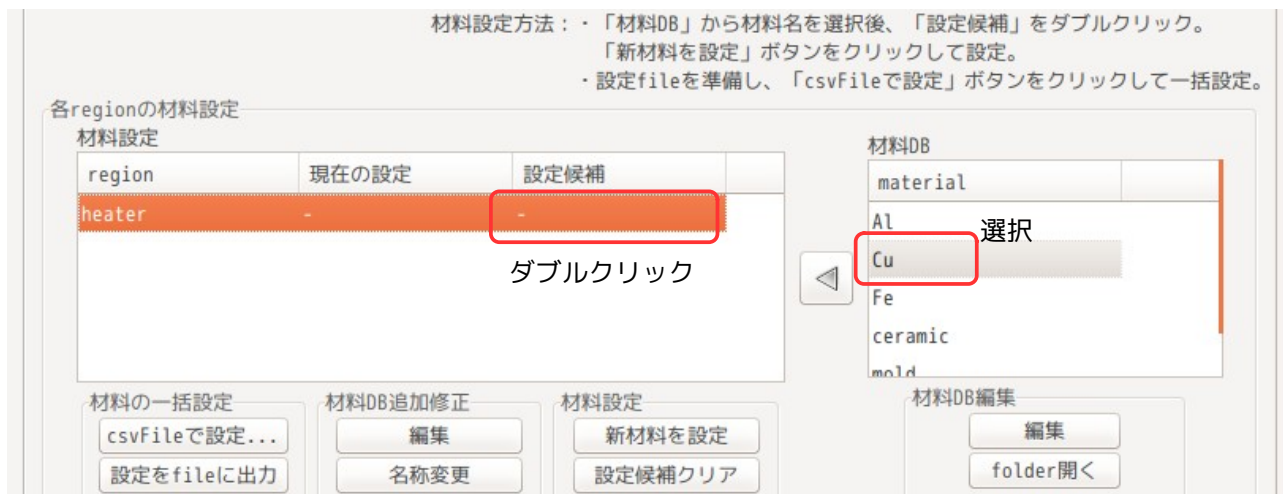 材料設定方法：・「材料DB」から材料名を選択後、「設定候補」をダブルクリック。
「新材料を設定」ボタンをクリックして設定。
・設定fileを準備し、「csvFileで設定」ボタンをクリックして一括設定。
各regionの材料設定
材料設定
region 現在の設定 設定候補
heater - -
ダブルクリック
材料DB
material
Al
選択
Cu
Fe
ceramic
mold
材料の一括設定 材料DB追加修正 材料設定 材料DB編集
csvFileで設定... 編集 新材料を設定 編集
設定をfileに出力 名称変更 設定候補クリア folder開く